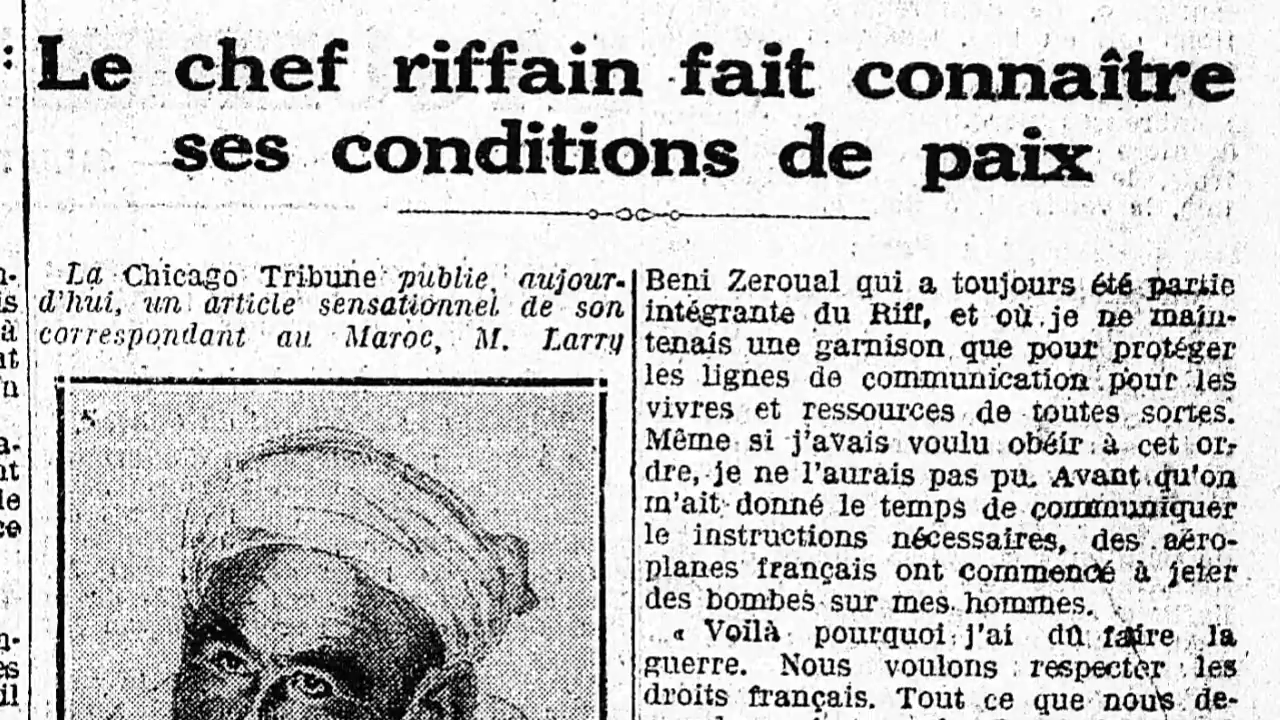 Le chef riffain fait connaître
ses conditions de paix
La Chicago Tribune publie, aujour-
d'hui, un article sensationnel de son
correspondant au Maroc, M. Larry
Beni Zeroual qui a toujours été partie
intégrante du Riff, et où je ne main-
tenais une garnison que pour protéger
les lignes de communication pour les
vivres et ressources de toutes sortes.
Même si j'avais voulu obéir à cet or-
dre, je ne l'aurais pas pu. Avant qu'on
m'ait donné le temps de communiquer
le instructions nécessaires, des aéro-
planes français ont commencé à jeter
des bombes sur mes hommes.
« Voilà pourquoi j'ai dû faire la
guerre. Nous voulons respecter les
droits français. Tout ce que nous de-